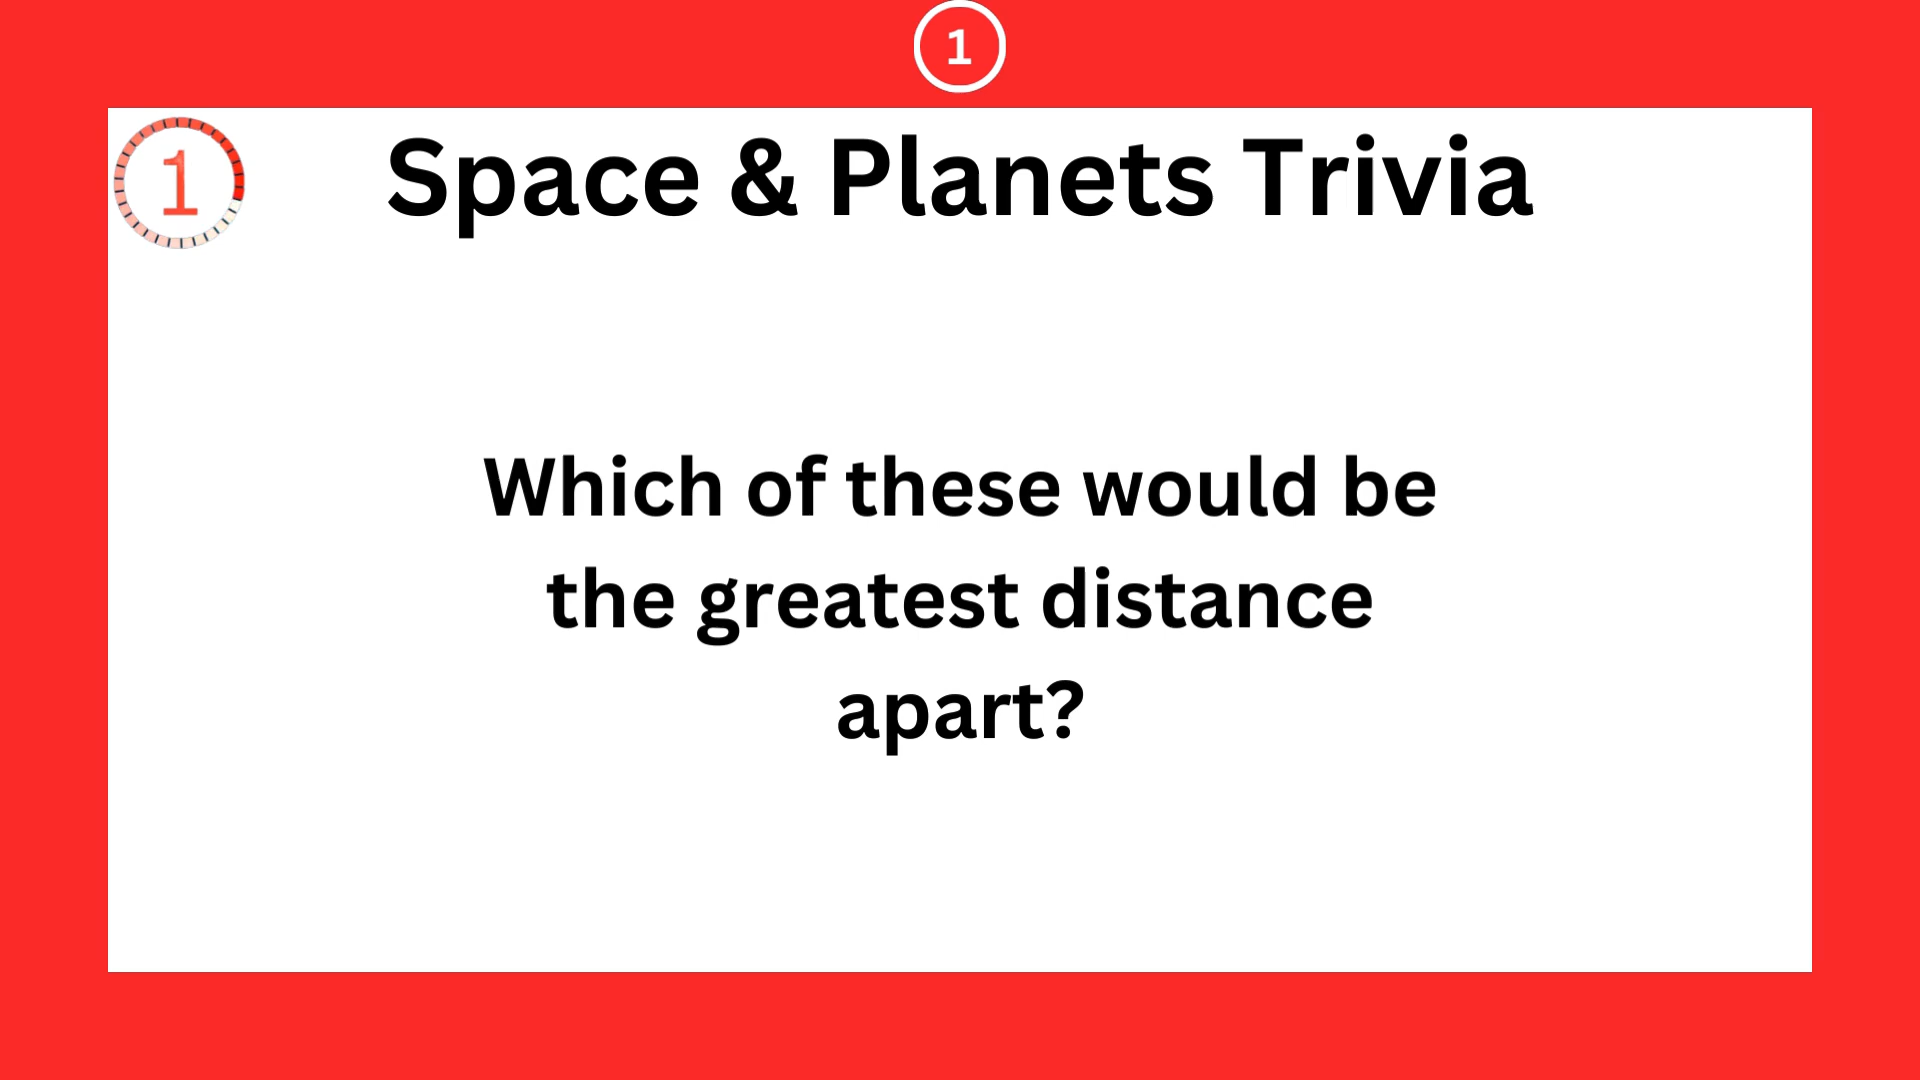 1
1
Space & Planets Trivia
Which of these would be
the greatest distance
apart?